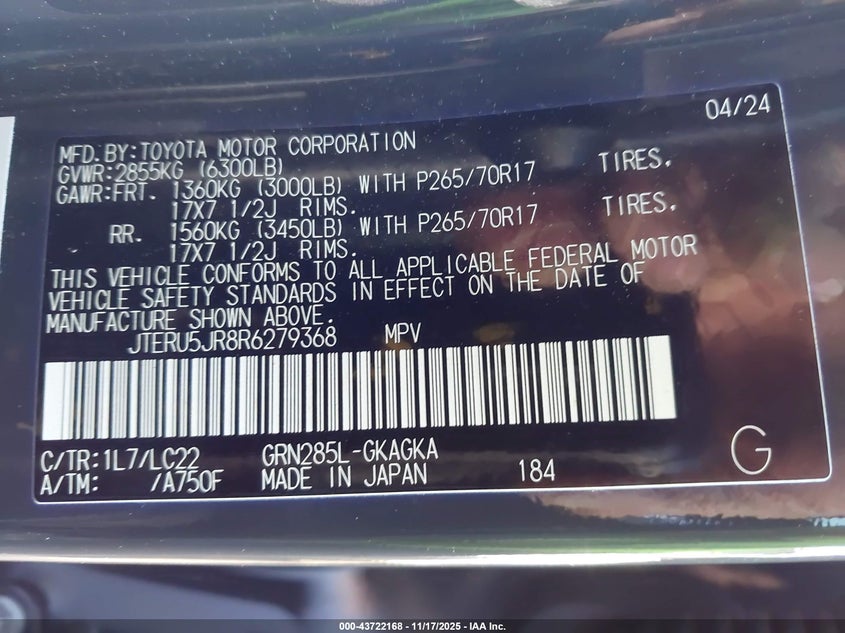 04/24
MFD.BY:TOYOTA MOTOR CORPORATION
GVWR:2855KG (6300LB)
GAWR:FRT. 1360KG (3000LB) WITH P265/70R17 TIRES,
17X7 1/2J RIMS.
RR. 1560KG (3450LB) WITH P265/70R17 TIRES,
17X7 1/2J RIMS.
THIS VEHICLE CONFORMS TO ALL APPLICABLE FEDERAL MOTOR
VEHICLE SAFETY STANDARDS IN EFFECT ON THE DATE OF
MANUFACTURE SHOWN ABOVE.
JTERU5JR8R6279368 MPV
C/TR:1L7/LC22 GRN285L-GKAGKA
A/TM: /A750F MADE IN JAPAN 184 G
000-43722168 - 11/17/2025 - IAA Inc.